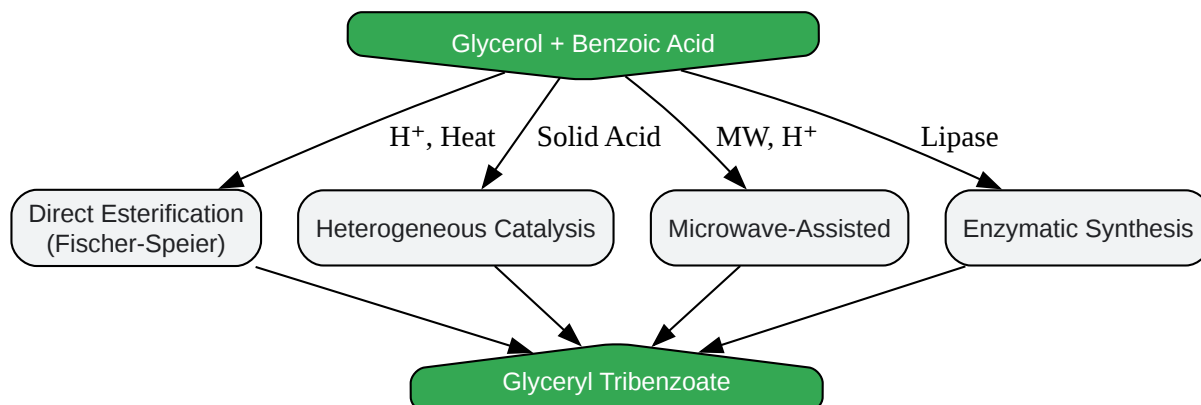 Glycerol + Benzoic Acid
H⁺, Heat
Solid Acid
MW, H⁺
Lipase
Direct Esterification
(Fischer-Speier)
Heterogeneous Catalysis
Microwave-Assisted
Enzymatic Synthesis
Glyceryl Tribenzoate